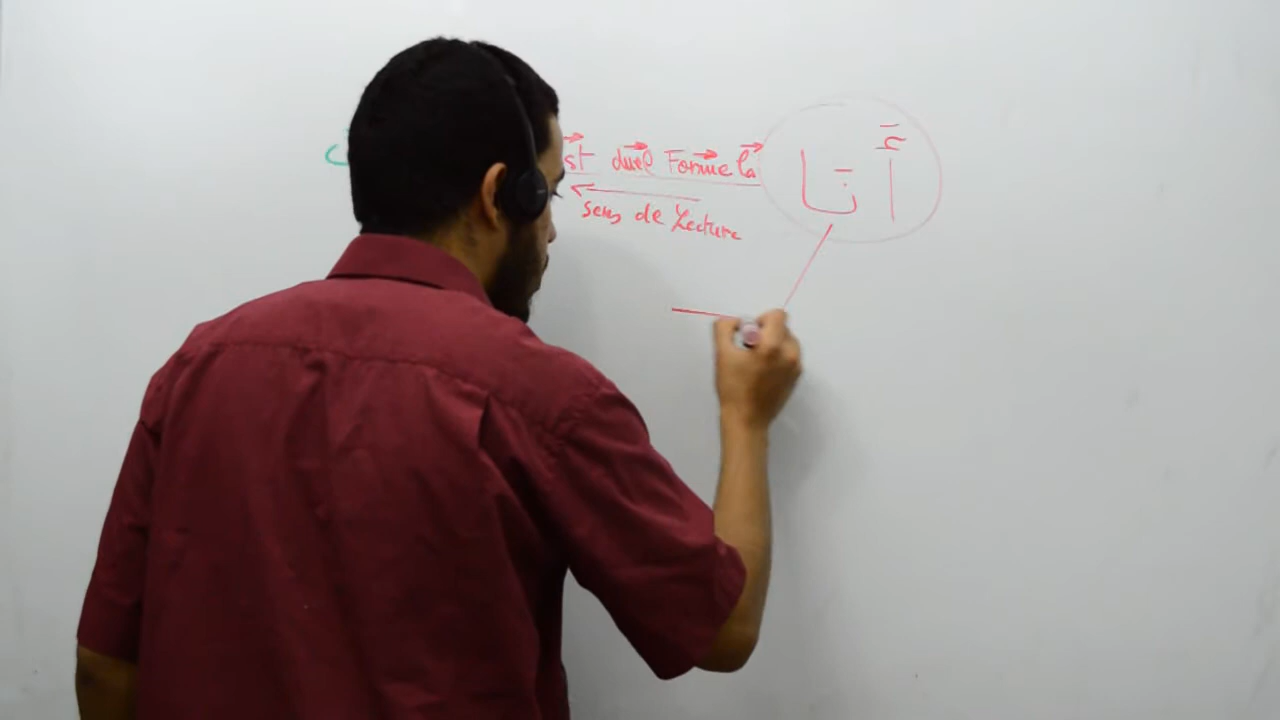 st duel Forme la أَنَا
sens de Lecture